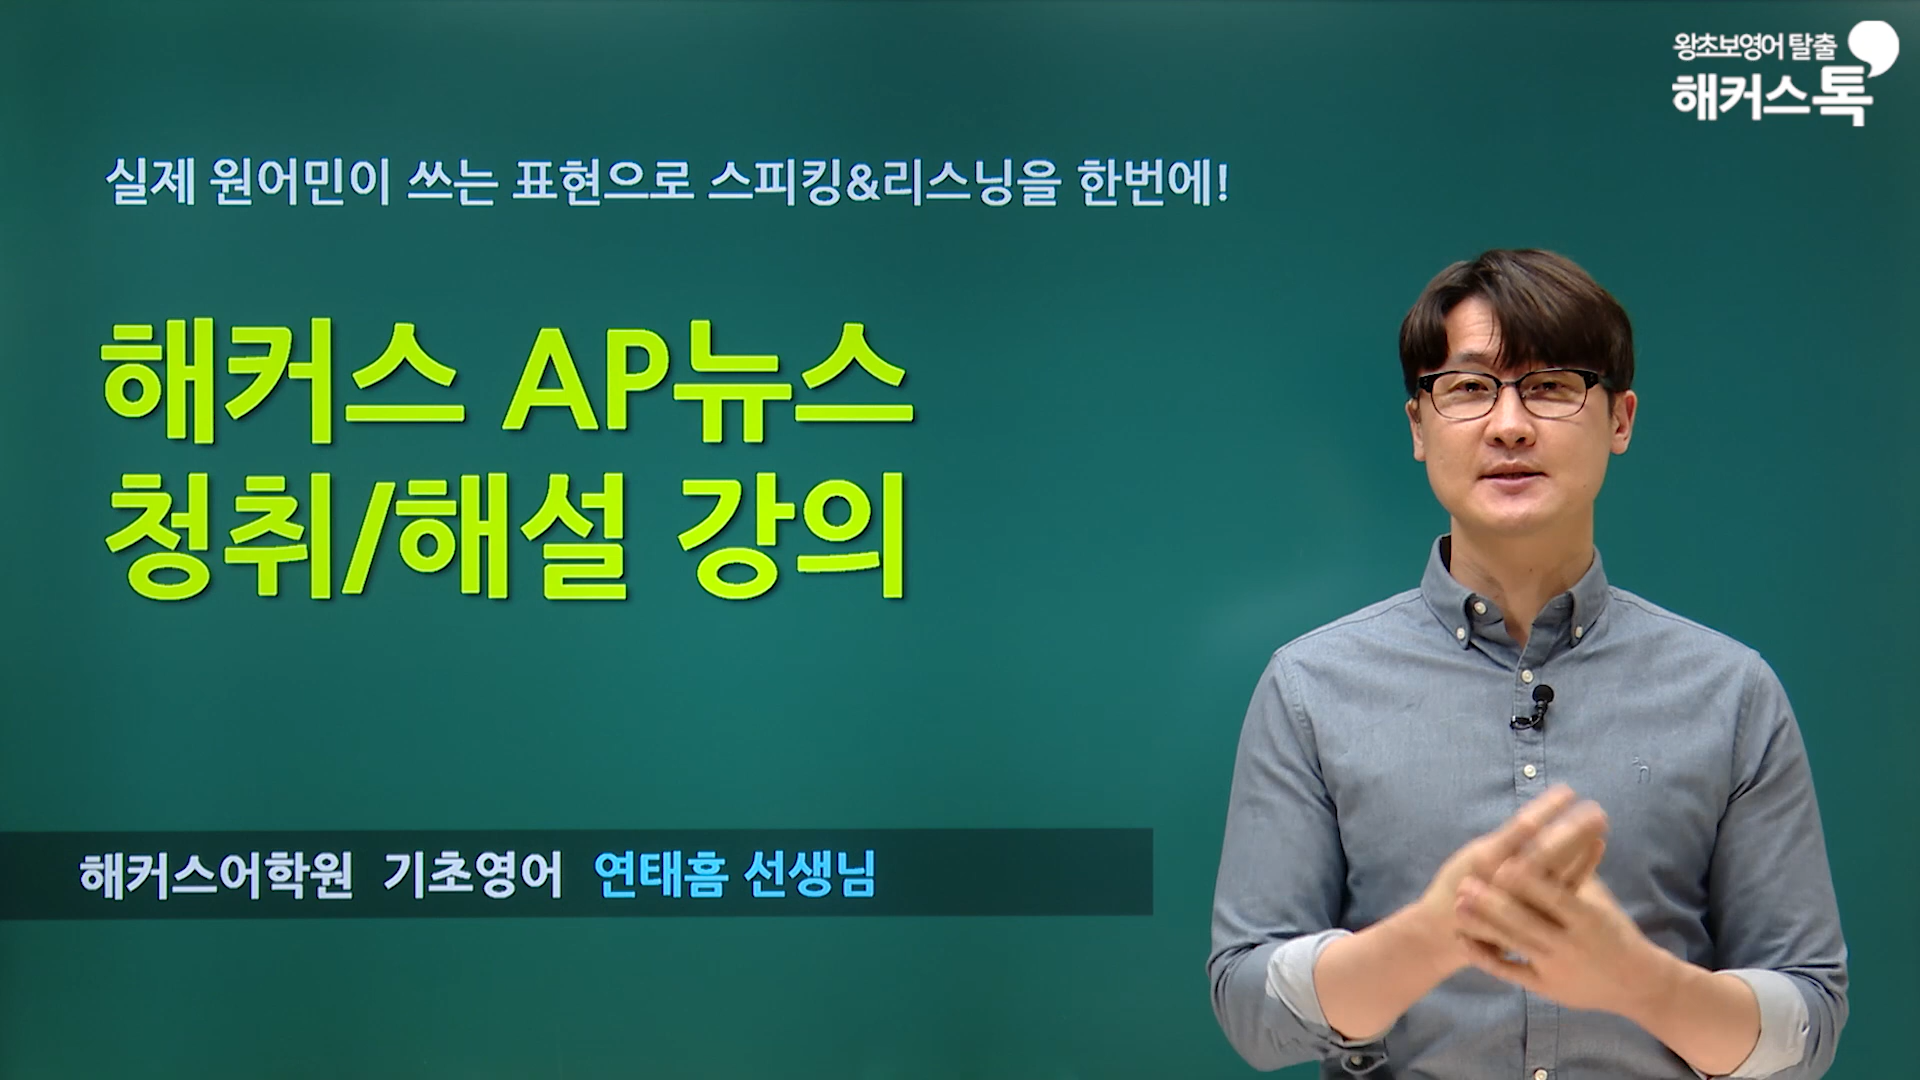 왕초보영어 탈출
해커스톡
실제 원어민이 쓰는 표현으로 스피킹&리스닝을 한번에!
해커스 AP뉴스
청취/해설 강의
해커스어학원 기초영어 연태흠 선생님